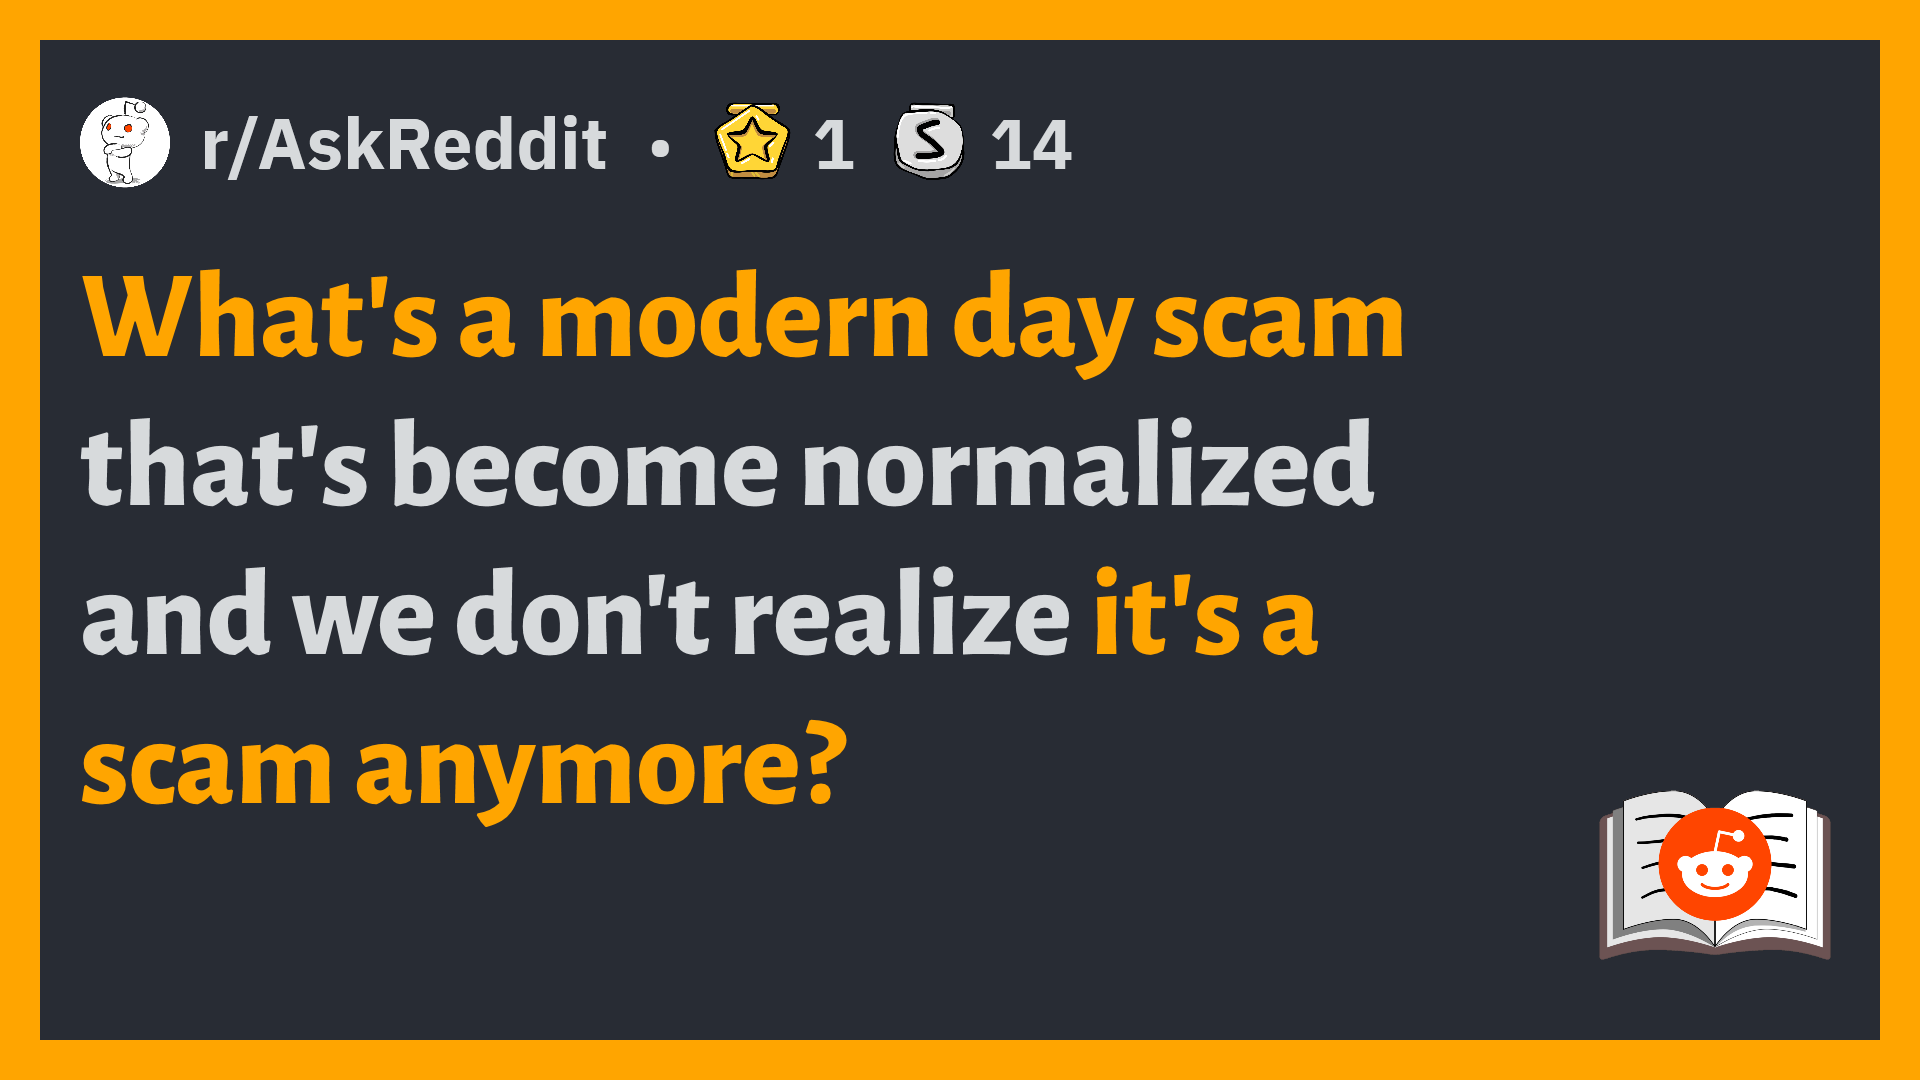 r/AskReddit • 1 S 14
What's a modern day scam
that's become normalized
and we don't realize it's a
scam anymore?